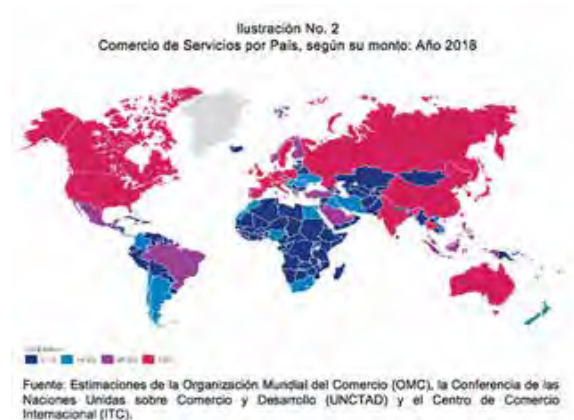 Ilustración No. 2
Comercio de Servicios por País, según su monto: Año 2018
Fuente: Estimaciones de la Organización Mundial del Comercio (OMC), la Conferencia de las
Naciones Unidas sobre Comercio y Desarrollo (UNCTAD) y el Centro de Comercio
Internacional (ITC).